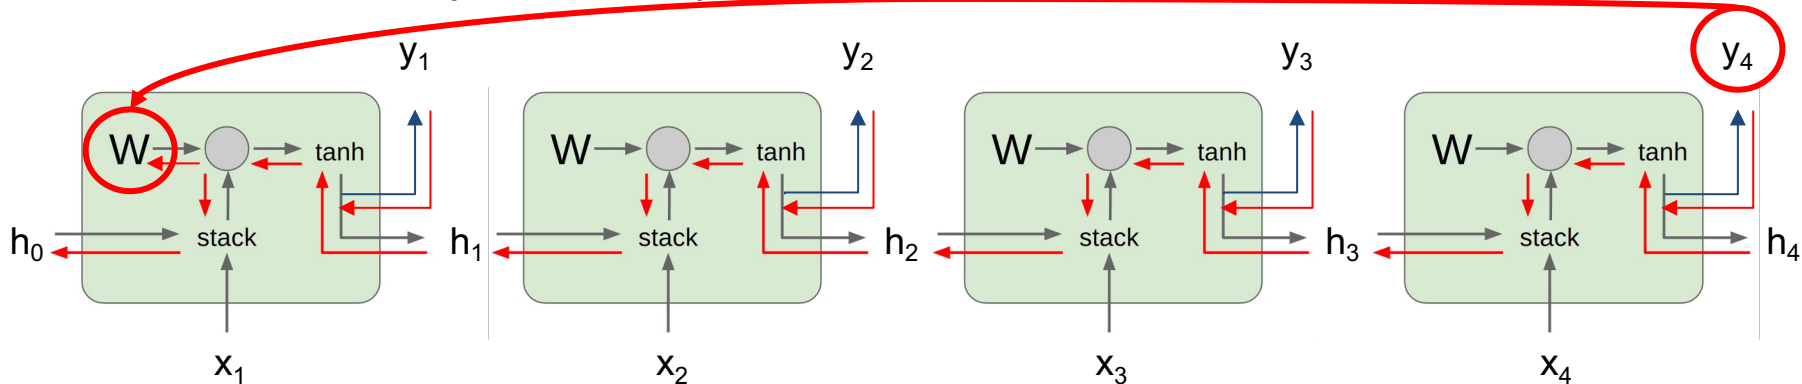 y₁ y₂ y₃ y₄
W tanh W tanh W tanh W tanh
h₀ stack h₁ stack h₂ stack h₃ stack h₄
x₁ x₂ x₃ x₄